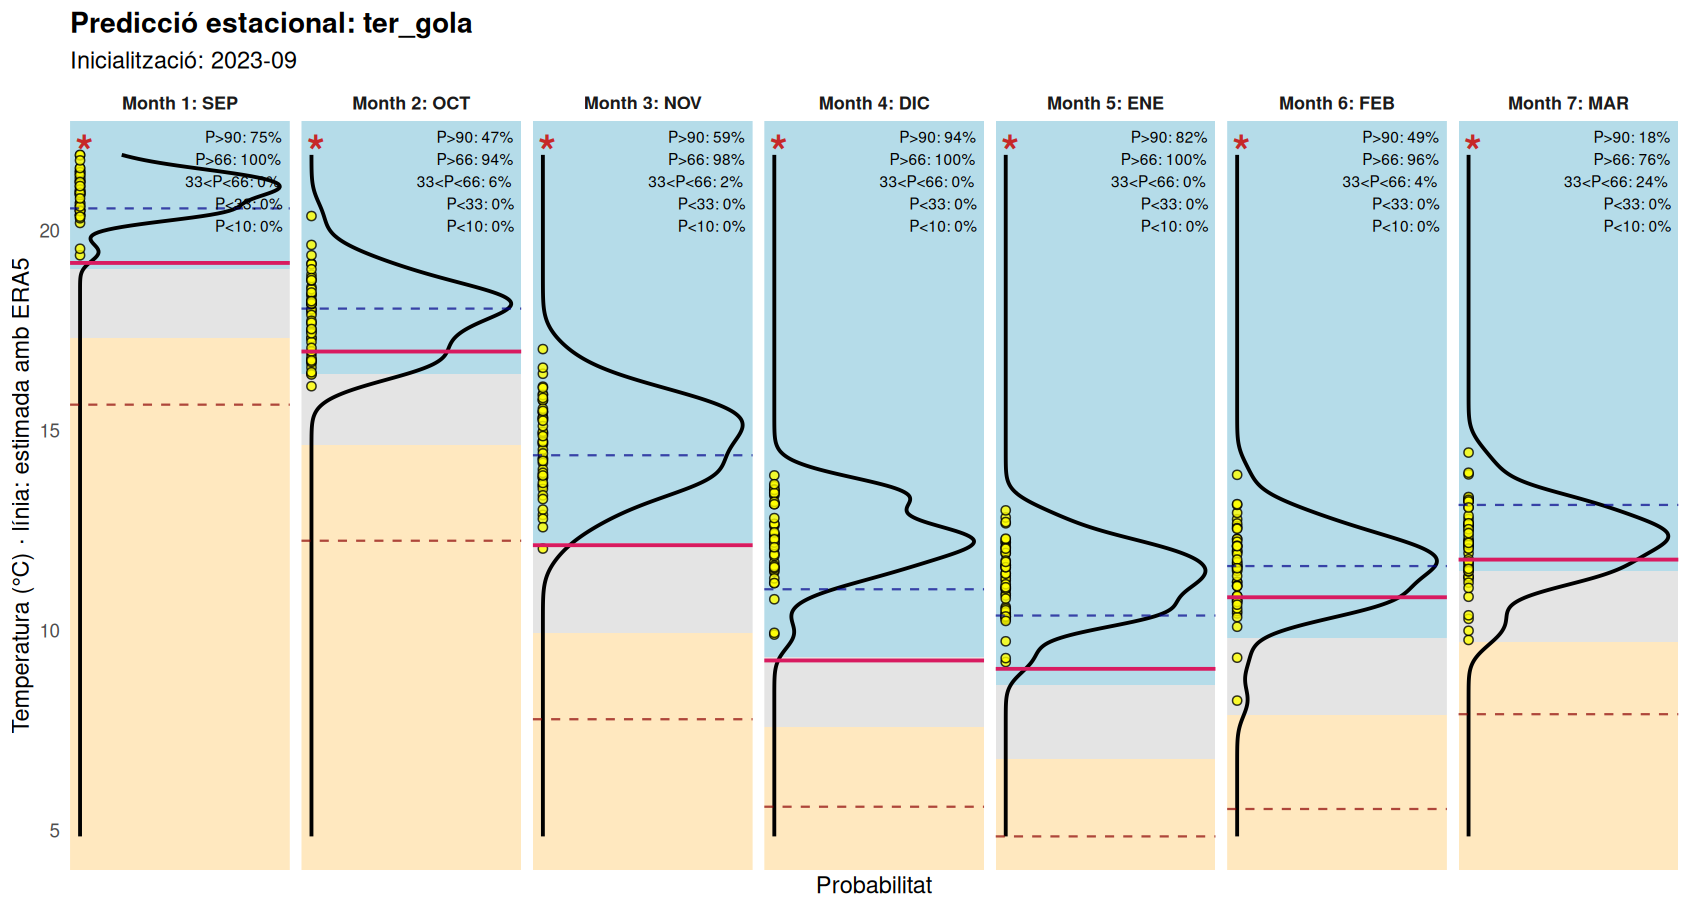 Predicció estacional: ter_gola
Inicialització: 2023-09
Month 1: SEP
Month 2: OCT
Month 3: NOV
Month 4: DIC
Month 5: ENE
Month 6: FEB
Month 7: MAR
*
P>90: 75%
P>66: 100%
33<P<66: 0%
P<33: 0%
P<10: 0%
*
P>90: 47%
P>66: 94%
33<P<66: 6%
P<33: 0%
P<10: 0%
*
P>90: 59%
P>66: 98%
33<P<66: 2%
P<33: 0%
P<10: 0%
*
P>90: 94%
P>66: 100%
33<P<66: 0%
P<33: 0%
P<10: 0%
*
P>90: 82%
P>66: 100%
33<P<66: 0%
P<33: 0%
P<10: 0%
*
P>90: 49%
P>66: 96%
33<P<66: 4%
P<33: 0%
P<10: 0%
*
P>90: 18%
P>66: 76%
33<P<66: 24%
P<33: 0%
P<10: 0%
20
15
10
5
Temperatura (°C) · línia: estimada amb ERA5
Probabilitat